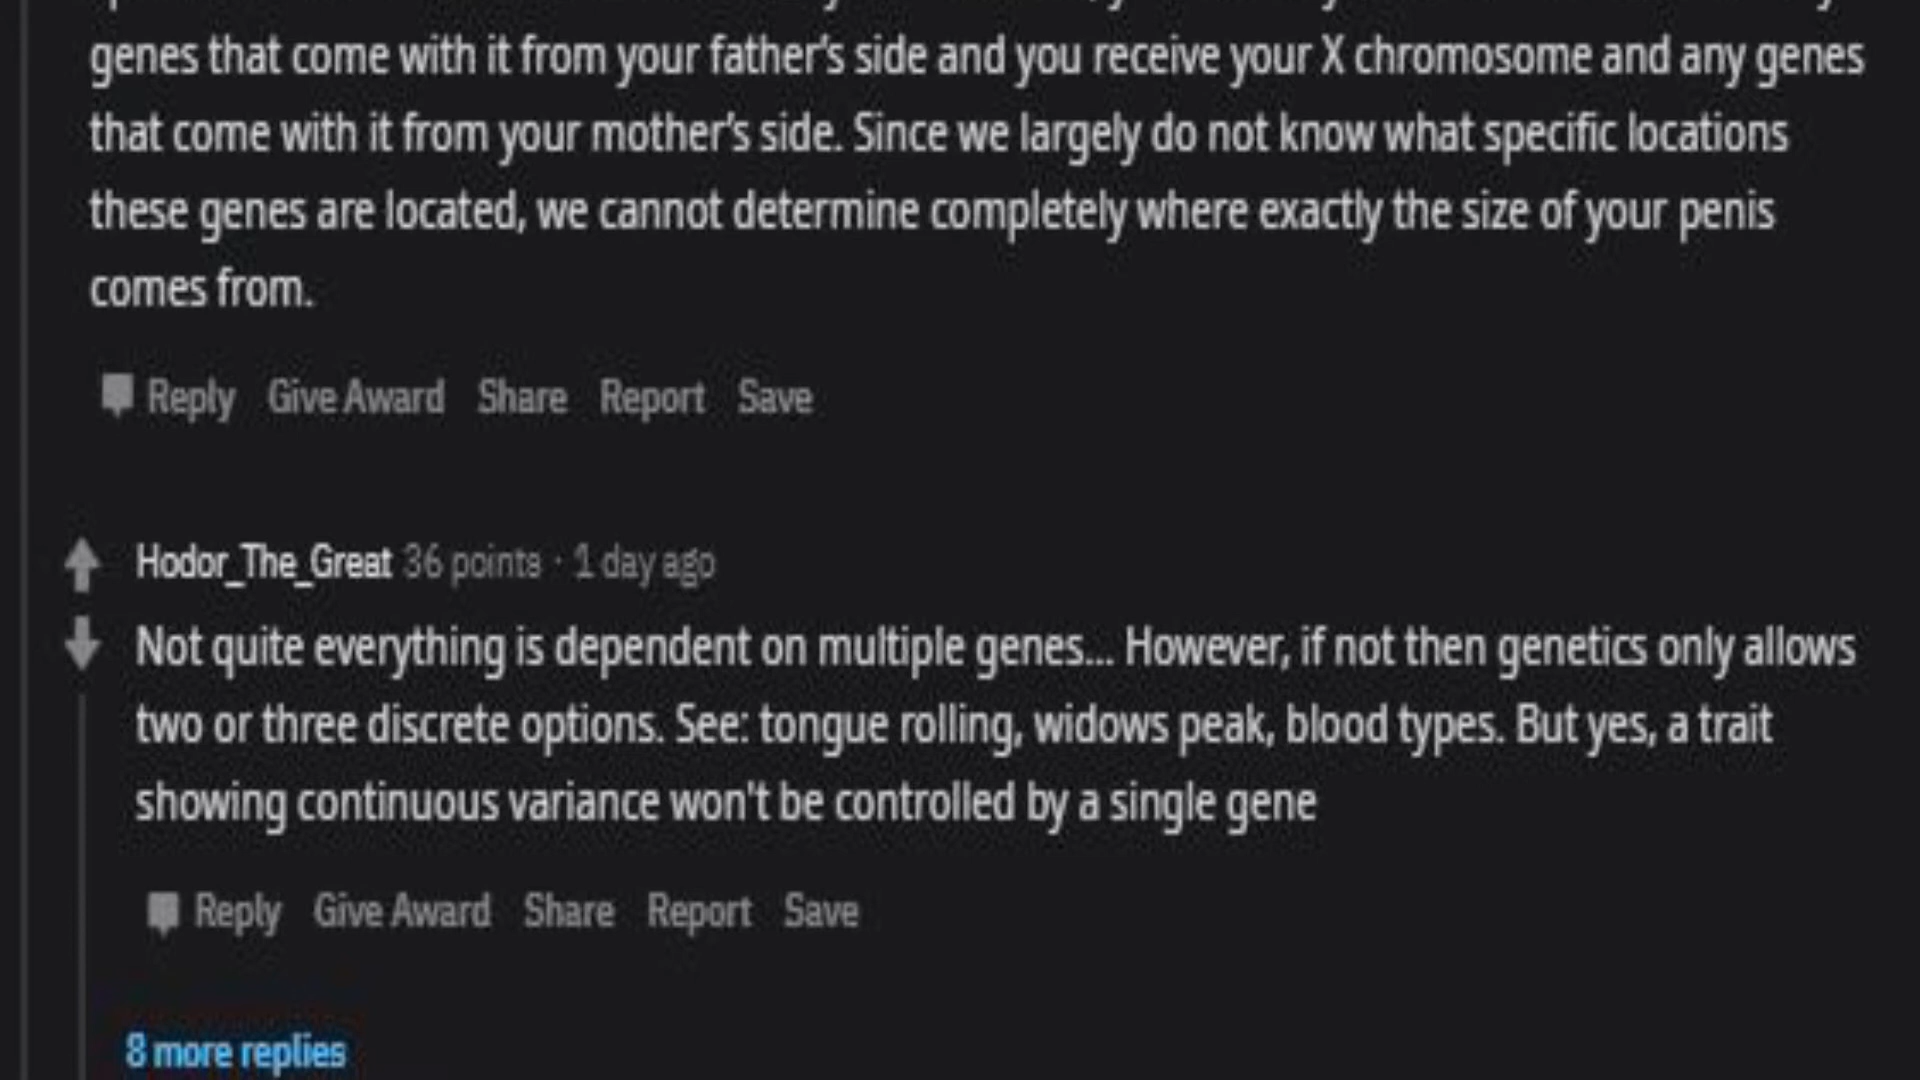 genes that come with it from your father's side and you receive your X chromosome and any genes
that come with it from your mother's side. Since we largely do not know what specific locations
these genes are located, we cannot determine completely where exactly the size of your penis
comes from.
Reply Give Award Share Report Save
Hodor_The_Great 36 points · 1 day ago
Not quite everything is dependent on multiple genes... However, if not then genetics only allows
two or three discrete options. See: tongue rolling, widows peak, blood types. But yes, a trait
showing continuous variance won't be controlled by a single gene
Reply Give Award Share Report Save
8 more replies